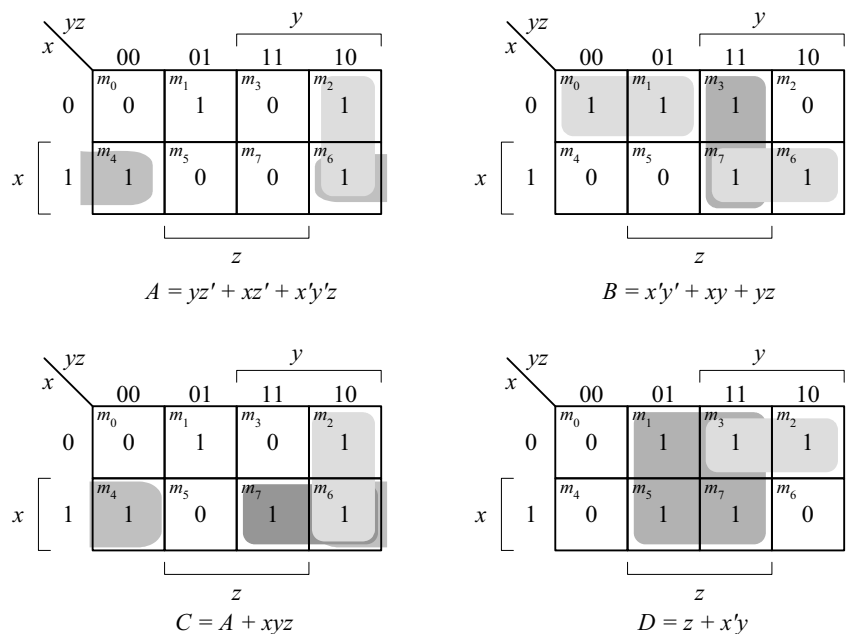 yz y
x 00 01 11 10
m0 m1 m3 m2
0 0 1 0 1
m4 m5 m7 m6
x 1 1 0 0 1
z
A = yz′ + xz′ + x′y′z
yz y
x 00 01 11 10
m0 m1 m3 m2
0 1 1 1 0
m4 m5 m7 m6
x 1 0 0 1 1
z
B = x′y′ + xy + yz
yz y
x 00 01 11 10
m0 m1 m3 m2
0 0 1 0 1
m4 m5 m7 m6
x 1 1 0 1 1
z
C = A + xyz
yz y
x 00 01 11 10
m0 m1 m3 m2
0 0 1 1 1
m4 m5 m7 m6
x 1 0 1 1 0
z
D = z + x′y